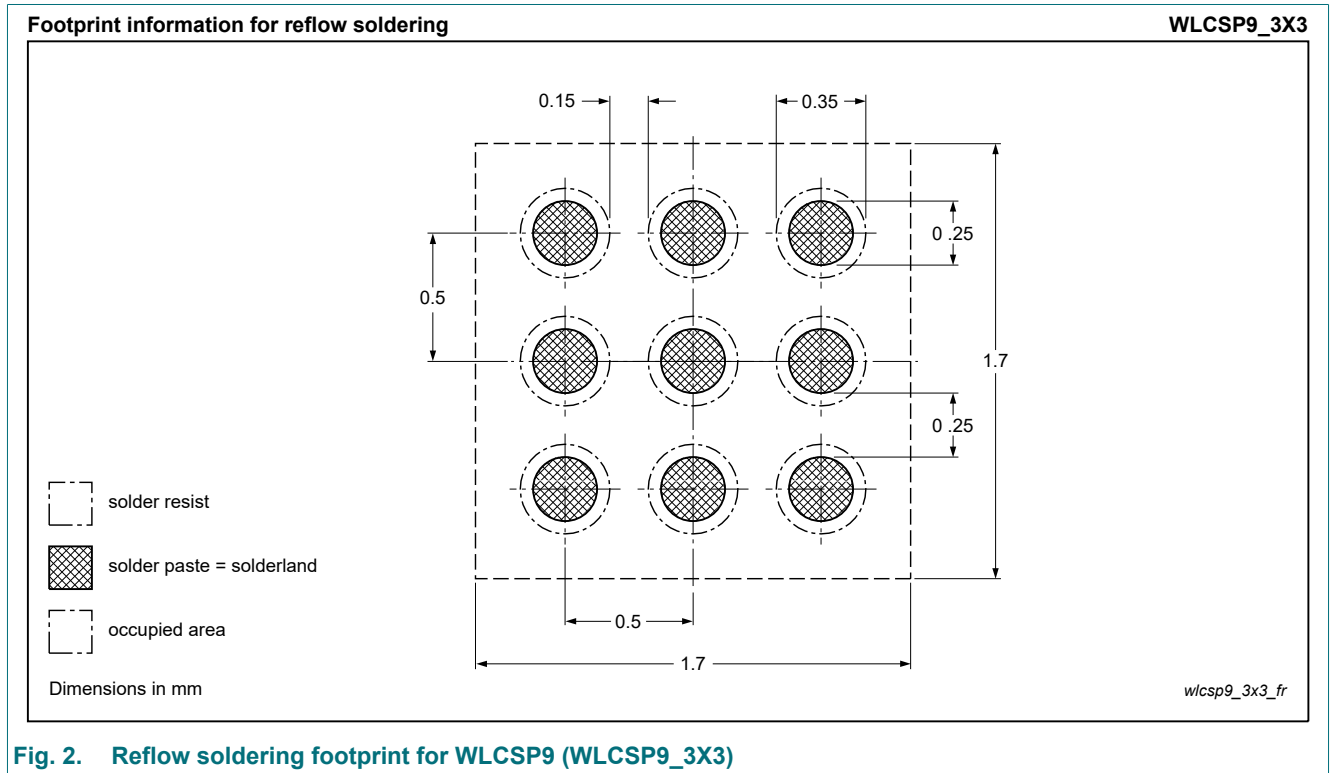 Footprint information for reflow soldering WLCSP9_3X3
0.15 0.35
0 .25
0.5
1.7
0 .25
solder resist
solder paste = solderland
occupied area
0.5
1.7
Dimensions in mm
wlcsp9_3x3_fr
Fig. 2. Reflow soldering footprint for WLCSP9 (WLCSP9_3X3)